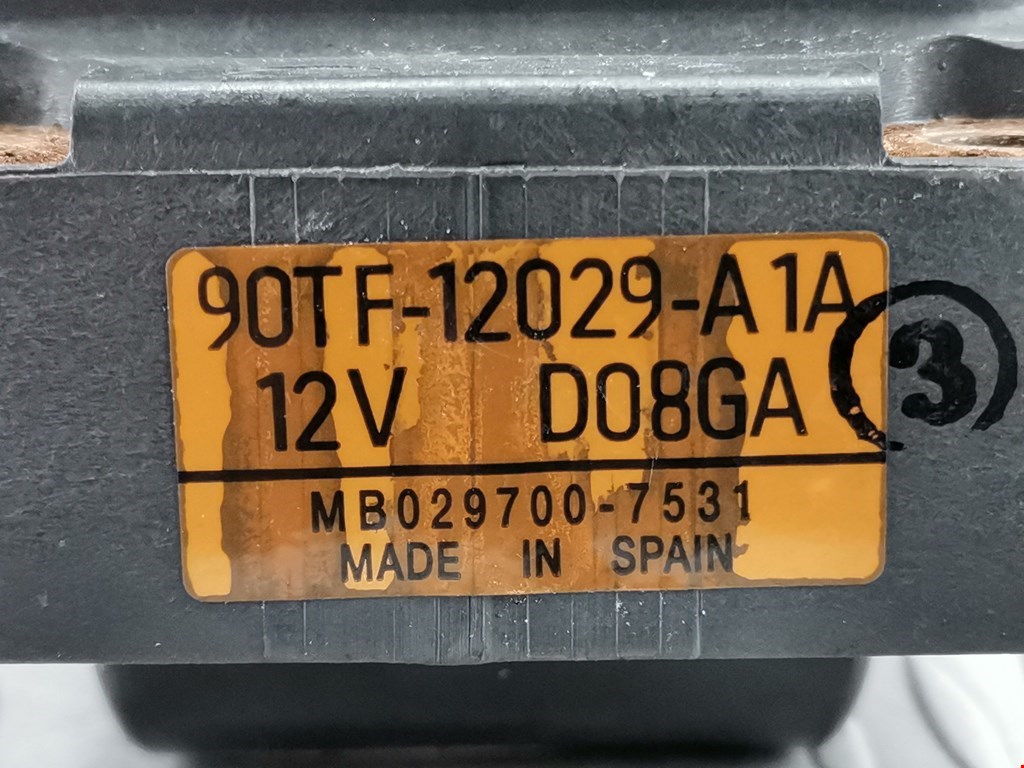 90TF-12029-A1A
12V D08GA
3
MB029700-7531
MADE IN SPAIN